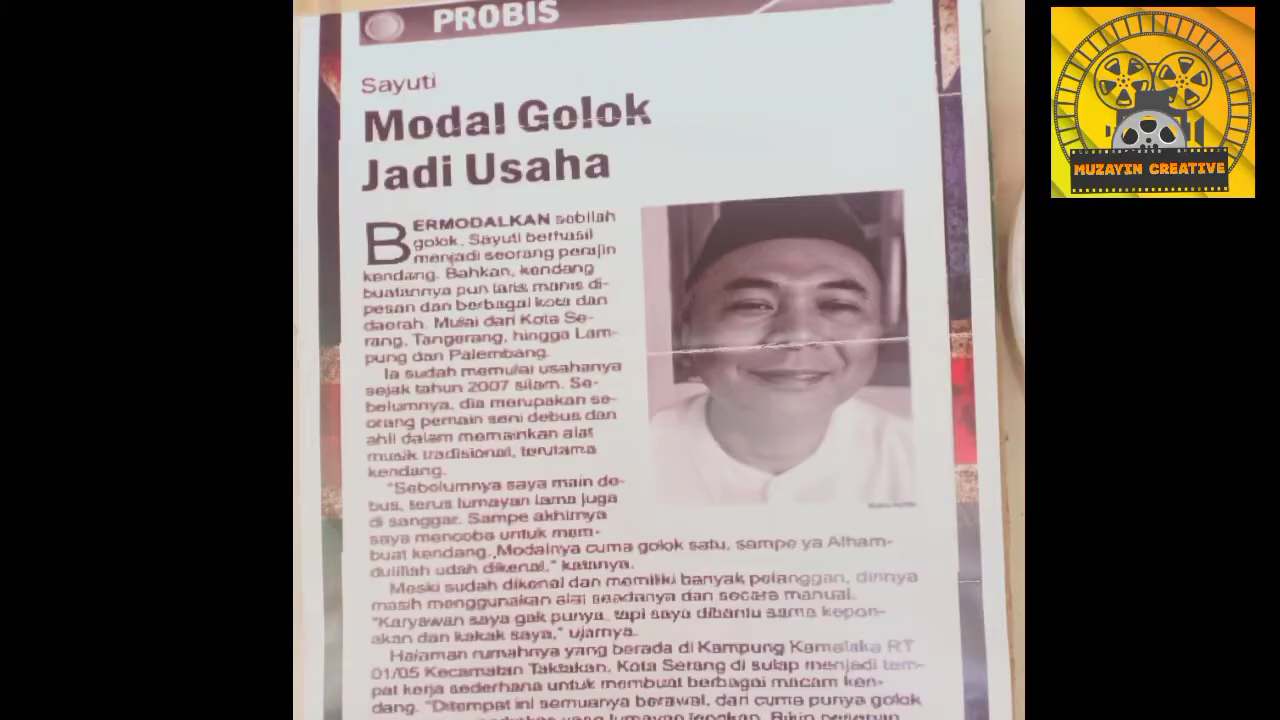 PROBIS
Sayuti
Modal Golok
Jadi Usaha
BERMODALKAN sebilah
golok, Sayuti berhasil
menjadi seorang perajin
kendang. Bahkan, kendang
buatannya pun laris manis di-
pesan dan berbagai kota dan
daerah. Mulai dari Kota Se-
rang, Tangerang, hingga Lam-
pung dan Palembang.
Ia sudah memulai usahanya
sejak tahun 2007 silam. Se-
belumnya, dia merupakan se-
orang pemain seni debus dan
ahli dalam memainkan alat
musik tradisional, terutama
kendang.
"Sebelumnya saya main de-
bus, terus lumayan lama juga
di sanggar. Sampe akhirnya
saya mencoba untuk mem-
buat kendang. Modalnya cuma golok satu, sampe ya Alham-
dulillah udah dikenal," katanya.
Meski sudah dikenal dan memiliki banyak pelanggan, dirinya
masih menggunakan alat seadanya dan secara manual.
"Karyawan saya gak punya, tapi saya dibantu sama kepon-
akan dan kakak saya," ujarnya.
Halaman rumahnya yang berada di Kampung Kamalaka RT
01/05 Kecamatan Taktakan, Kota Serang di sulap menjadi tem-
pat kerja sederhana untuk membuat berbagai macam ken-
dang. "Ditempat ini semuanya berawal, dari cuma punya golok
yang lumayan lengkap. Bikin
MUZAYIN CREATIVE